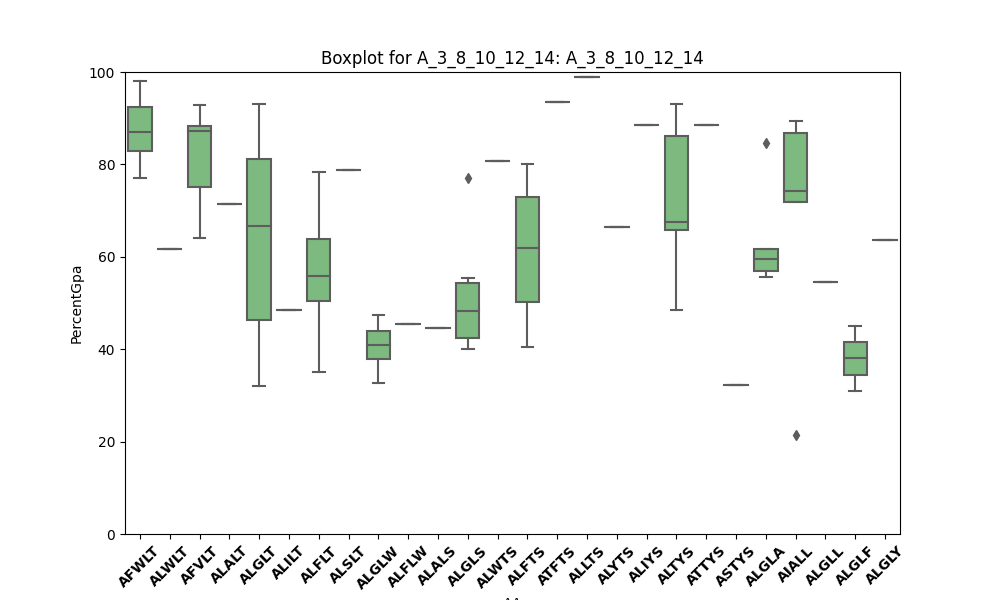 Boxplot for A_3_8_10_12_14: A_3_8_10_12_14
100
80
60
40
20
0
PercentGpa
AFWLT
ALWLT
AFVLT
ALALT
ALGLT
ALILT
ALFLT
ALSLT
ALGLW
ALFLW
ALALS
ALGLS
ALWTS
ALFTS
ATFTS
ALLTS
ALYTS
ALIYS
ALTYS
ATTYS
ASTYS
ALGLA
AIALL
ALGLL
ALGLF
ALGLY